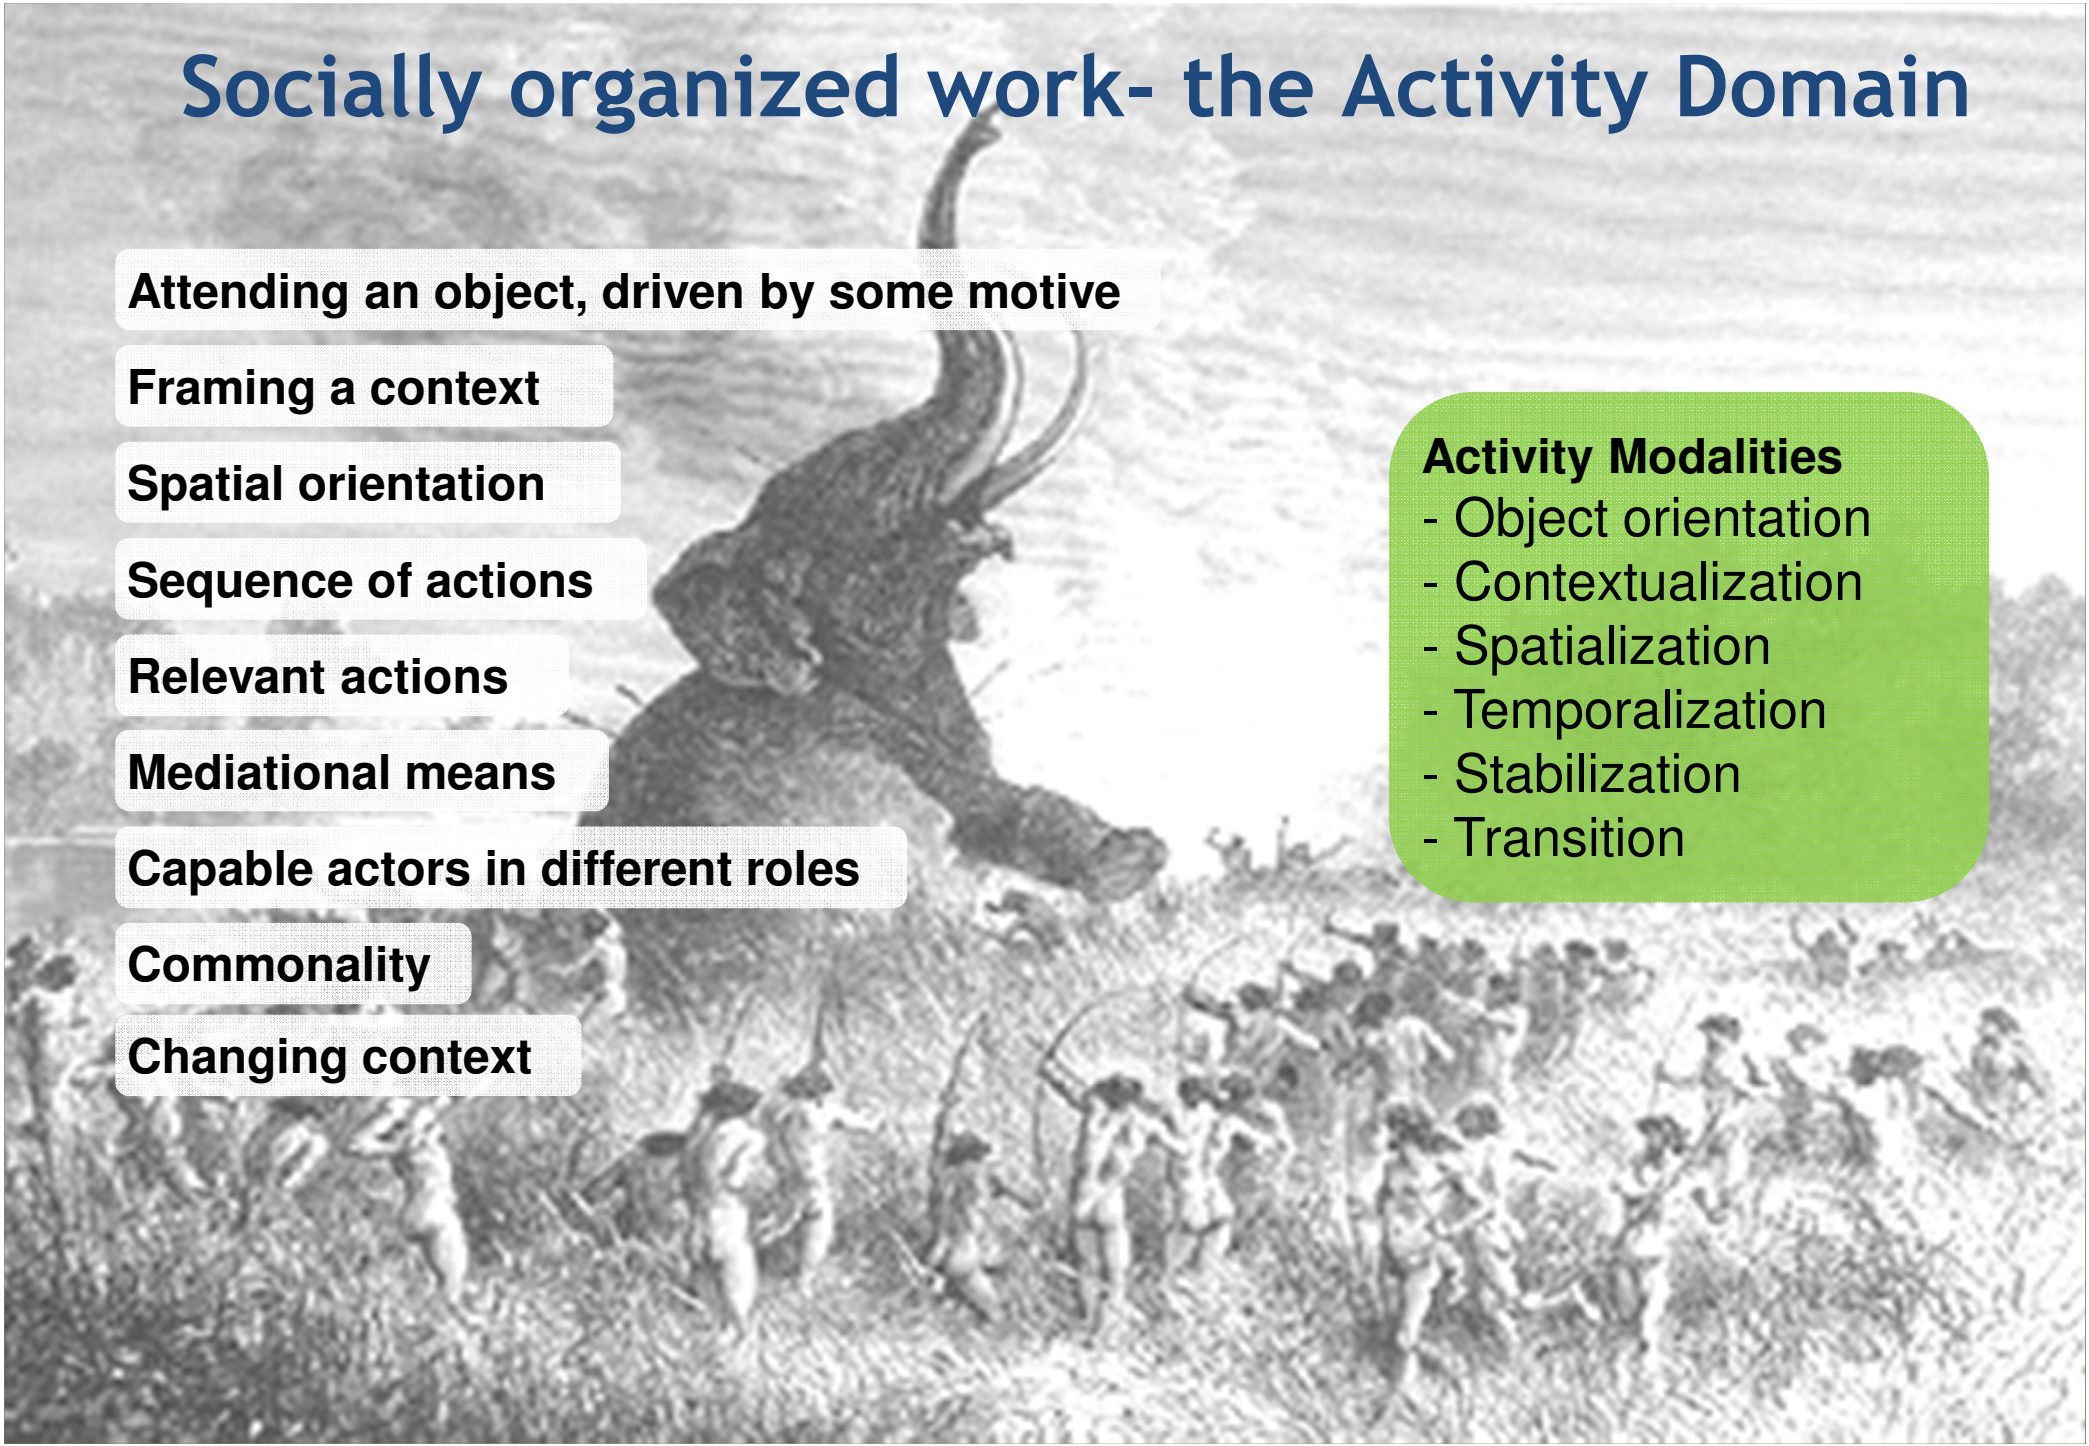 Socially organized work- the Activity Domain
Attending an object, driven by some motive
Framing a context
Spatial orientation
Sequence of actions
Relevant actions
Mediational means
Capable actors in different roles
Commonality
Changing context
Activity Modalities
- Object orientation
- Contextualization
- Spatialization
- Temporalization
- Stabilization
- Transition